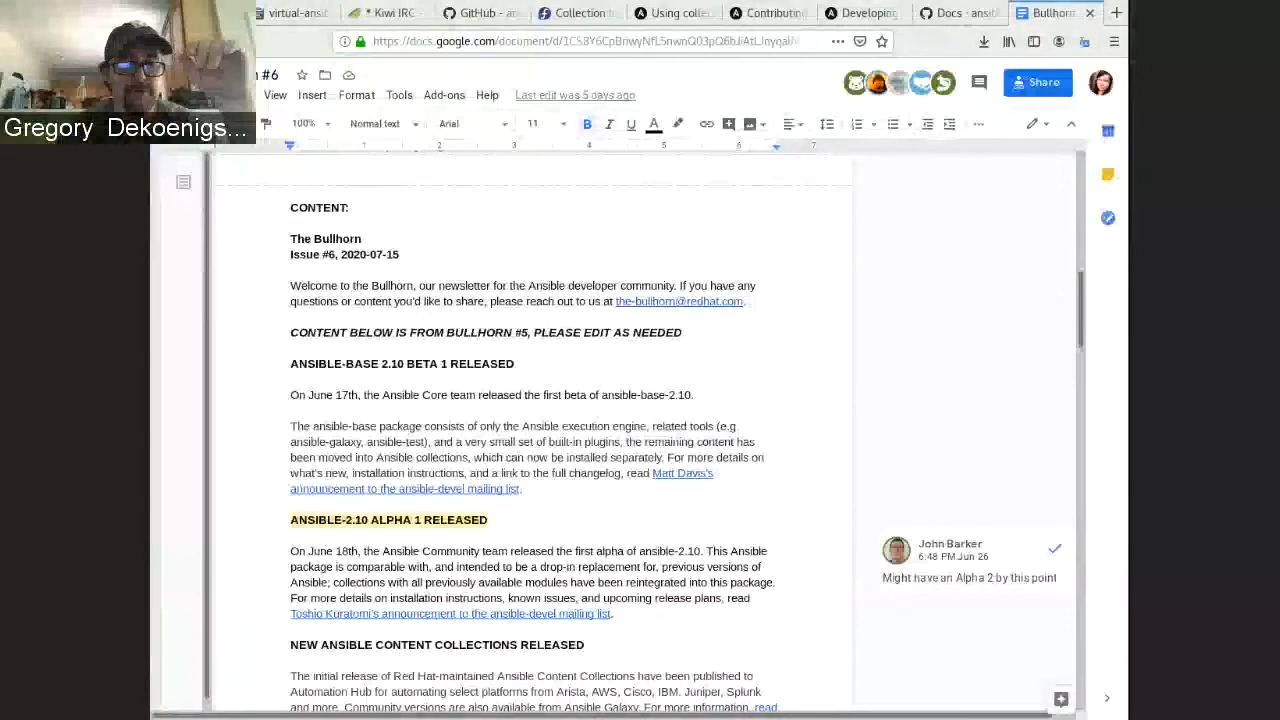 virtual-ansib
* Kiwi IRC
GitHub - an
Collection
Using collec
Contributing
Developing
Docs · ansib
Bullhorn
https://docs.google.com/document/d/
n #6
View Insert Tools Add-ons Help Last edit was 5 days ago
Share
Gregory Dekoenigs...
100% Normal text Arial 11 B I U A
1 2 3 4 5 6 7
CONTENT:
The Bullhorn
Issue #6, 2020-07-15
Welcome to the Bullhorn, our newsletter for the Ansible developer community. If you have any
questions or content you'd like to share, please reach out to us at the-bullhorn@redhat.com.
CONTENT BELOW IS FROM BULLHORN #5, PLEASE EDIT AS NEEDED
ANSIBLE-BASE 2.10 BETA 1 RELEASED
On June 17th, the Ansible Core team released the first beta of ansible-base-2.10.
The ansible-base package consists of only the Ansible execution engine, related tools (e.g.
ansible-galaxy, ansible-test), and a very small set of built-in plugins, the remaining content has
been moved into Ansible collections, which can now be installed separately. For more details on
what's new, installation instructions, and a link to the full changelog, read Matt Davis's
announcement to the ansible-devel mailing list.
ANSIBLE-2.10 ALPHA 1 RELEASED
On June 18th, the Ansible Community team released the first alpha of ansible-2.10. This Ansible
package is comparable with, and intended to be a drop-in replacement for, previous versions of
Ansible; collections with all previously available modules have been reintegrated into this package.
For more details on installation instructions, known issues, and upcoming release plans, read
Toshio Kuratomi's announcement to the ansible-devel mailing list.
John Barker
6:48 PM Jun 26
Might have an Alpha 2 by this point
NEW ANSIBLE CONTENT COLLECTIONS RELEASED
The initial release of Red Hat-maintained Ansible Content Collections have been published to
Automation Hub for automating select platforms from Arista, AWS, Cisco, IBM. Juniper, Splunk
and more. Community versions are also available from Ansible Galaxy. For more information, read